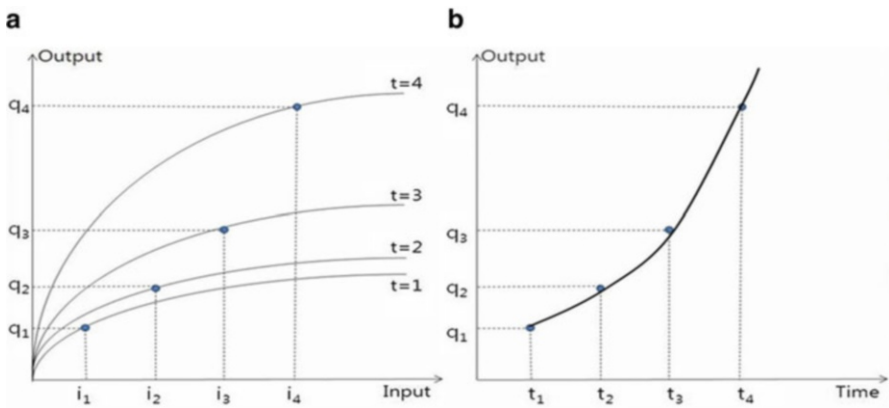 a
Output
t=4
q₄
t=3
q₃
t=2
q₂
t=1
q₁
i₁ i₂ i₃ i₄ Input
b
Output
q₄
q₃
q₂
q₁
t₁ t₂ t₃ t₄ Time